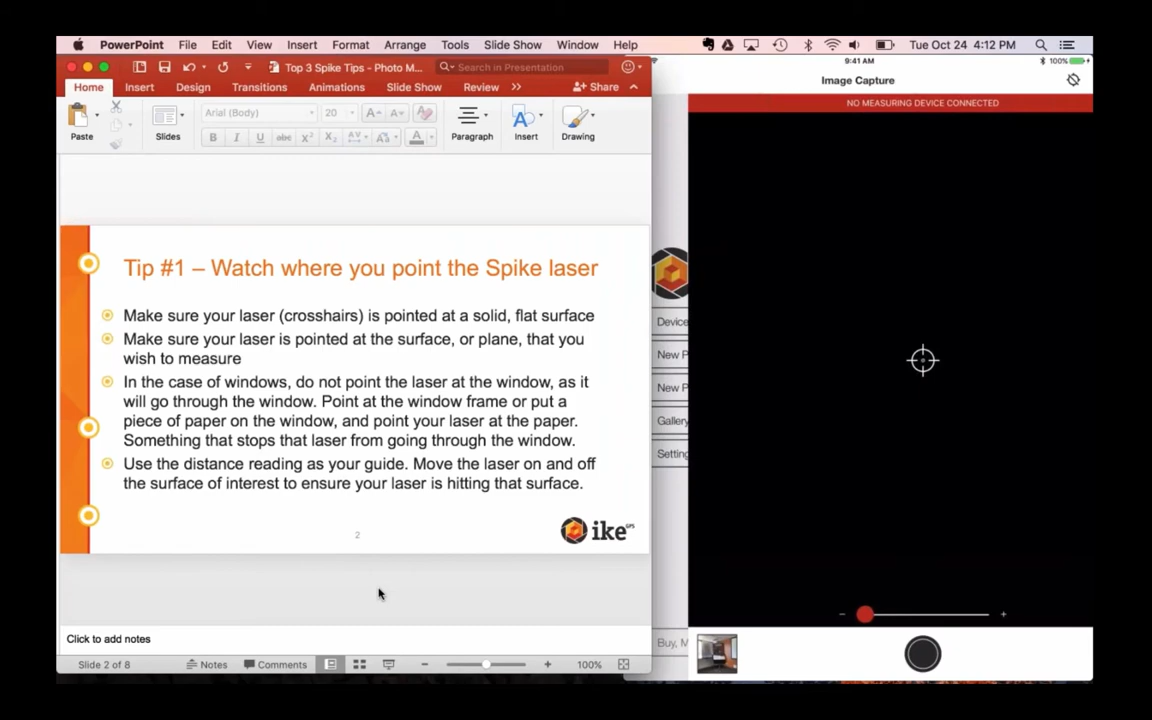 PowerPoint File Edit View Insert Format Arrange Tools Slide Show Window Help Tue Oct 24 4:12 PM
Top 3 Spike Tips - Photo M... Search in Presentation
Home Insert Design Transitions Animations Slide Show Review Share
Arial (Body) 20
B I U abc X² X₂ AV A
Paste Slides Paragraph Insert Drawing
Tip #1 – Watch where you point the Spike laser
Make sure your laser (crosshairs) is pointed at a solid, flat surface
Make sure your laser is pointed at the surface, or plane, that you
wish to measure
In the case of windows, do not point the laser at the window, as it
will go through the window. Point at the window frame or put a
piece of paper on the window, and point your laser at the paper.
Something that stops that laser from going through the window.
Use the distance reading as your guide. Move the laser on and off
the surface of interest to ensure your laser is hitting that surface.
2
ike GPS
Click to add notes
Slide 2 of 8 Notes Comments 100%
9:41 AM 100%
Image Capture
NO MEASURING DEVICE CONNECTED
Device
New P
New P
Gallery
Setting
Buy, M